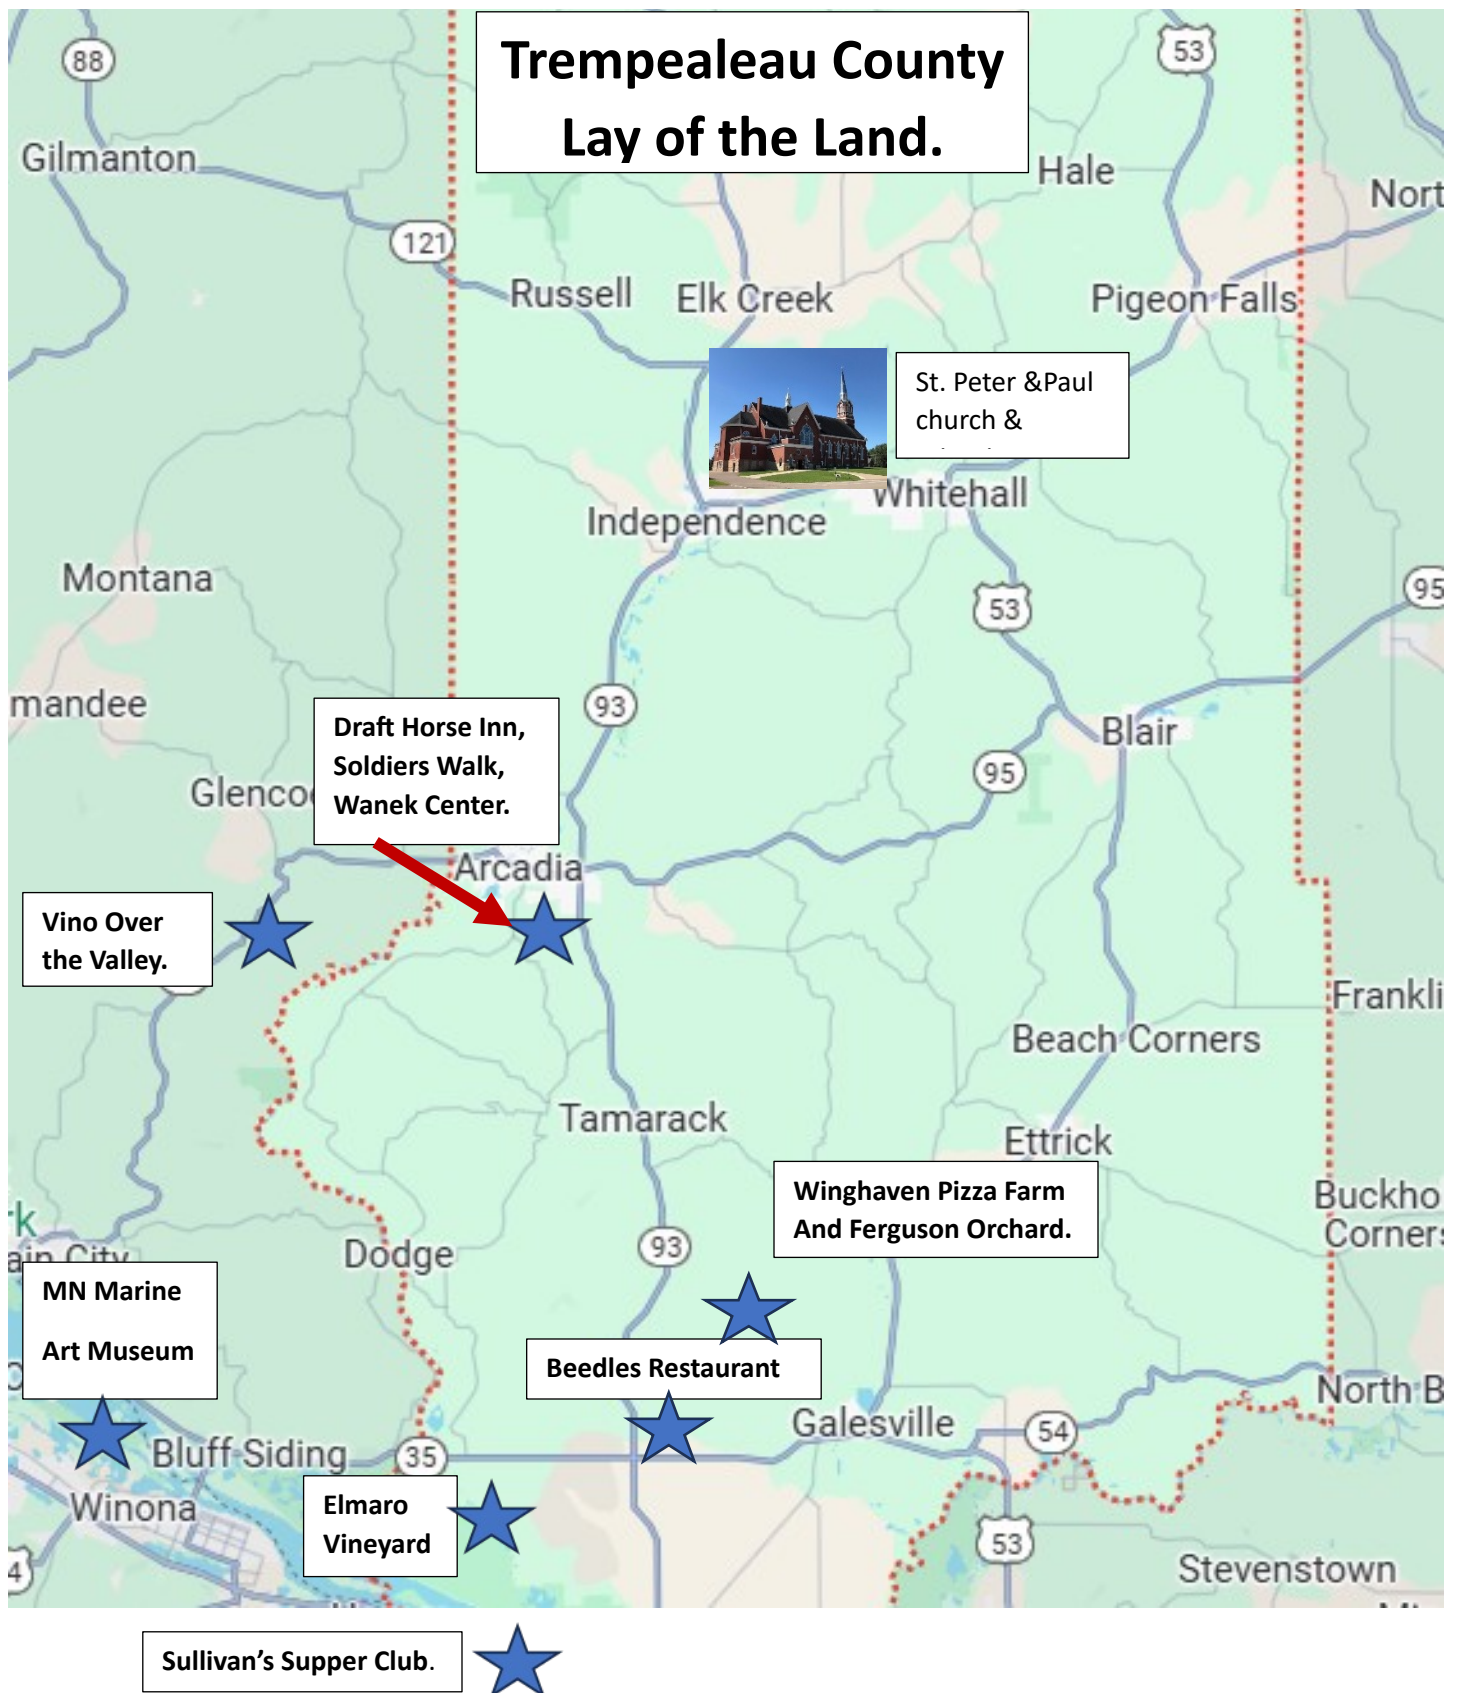 Trempealeau County
Lay of the Land.
88
53
Gilmanton
Hale
Nort
121
Russell
Elk Creek
Pigeon Falls
St. Peter &Paul
church &
Whitehall
Independence
Montana
53
95
mandee
93
Draft Horse Inn,
Soldiers Walk,
Wanek Center.
Blair
95
Glenco
Arcadia
Vino Over
the Valley.
Frankli
Beach Corners
Tamarack
Ettrick
Winghaven Pizza Farm
And Ferguson Orchard.
Buckho
Corners
rk
ain City
Dodge
93
MN Marine
Art Museum
Beedles Restaurant
North B
Galesville
54
Bluff Siding
35
Winona
Elmaro
Vineyard
53
4
Stevenstown
Sullivan's Supper Club.